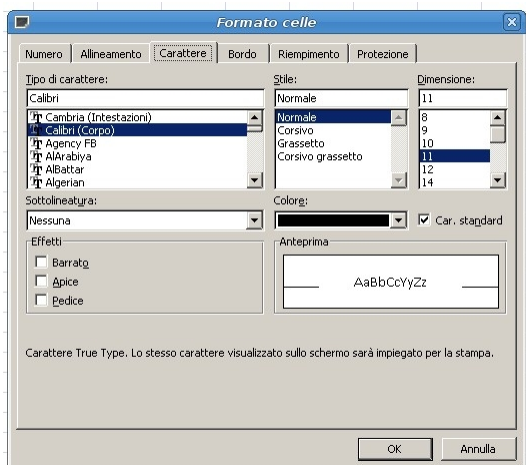 Formato celle
Numero Allineamento Carattere Bordo Riempimento Protezione
Tipo di carattere: Stile: Dimensione:
Calibri Normale 11
Cambria (Intestazioni) Normale 8
Calibri (Corpo) Corsivo 9
Agency FB Grassetto 10
AlArabiya Corsivo grassetto 11
AlBattar 12
Algerian 14
Sottolineatura: Colore:
Nessuna Car. standard
Effetti Anteprima
Barrato
Apice AaBbCcYyZz
Pedice
Carattere True Type. Lo stesso carattere visualizzato sullo schermo sarà impiegato per la stampa.
OK Annulla